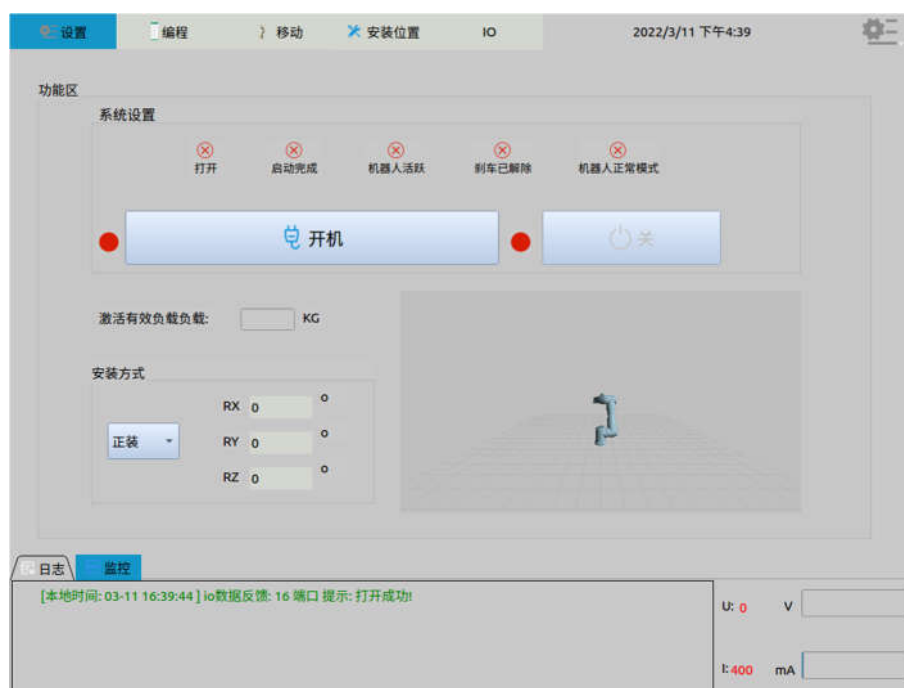 设置 编程 移动 安装位置 IO 2022/3/11 下午4:39
功能区
系统设置
打开 启动完成 机器人活跃 刹车已解除 机器人正常模式
开机 关
激活有效负载负载: KG
安装方式
RX 0 o
正装 RY 0 o
RZ 0 o
日志 监控
[本地时间: 03-11 16:39:44 ] io数据反馈: 16 端口 提示: 打开成功!
U: 0 V
I: 400 mA